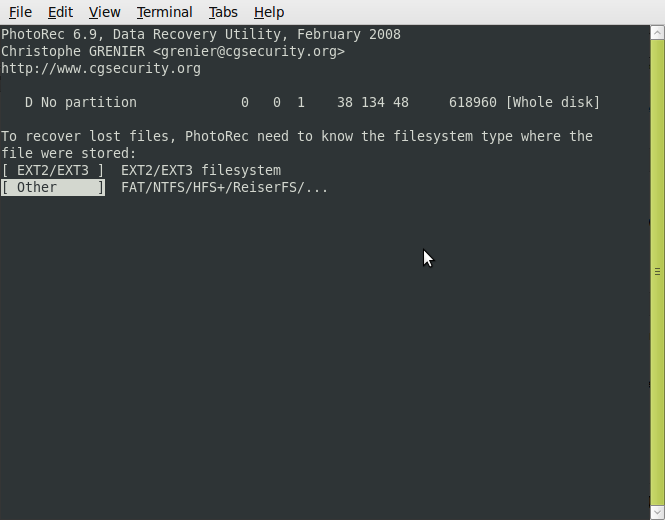 File Edit View Terminal Tabs Help
PhotoRec 6.9, Data Recovery Utility, February 2008
Christophe GRENIER <grenier@cgsecurity.org>
http://www.cgsecurity.org
D No partition 0 0 1 38 134 48 618960 [Whole disk]
To recover lost files, PhotoRec need to know the filesystem type where the
file were stored:
[ EXT2/EXT3 ] EXT2/EXT3 filesystem
[ Other ] FAT/NTFS/HFS+/ReiserFS/...